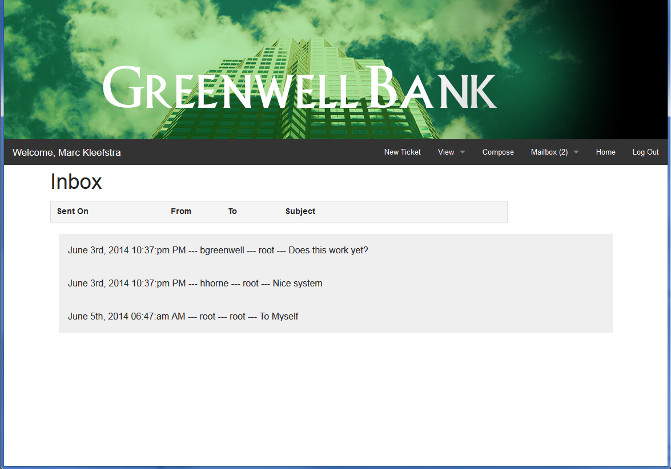 GREENWELL BANK
Welcome, Marc Kleefstra New Ticket View Compose Mailbox (2) Home Log Out
Inbox
Sent On From To Subject
June 3rd, 2014 10:37:pm PM --- bgreenwell --- root --- Does this work yet?
June 3rd, 2014 10:37:pm PM --- hhorne --- root --- Nice system
June 5th, 2014 06:47:am AM --- root --- root --- To Myself